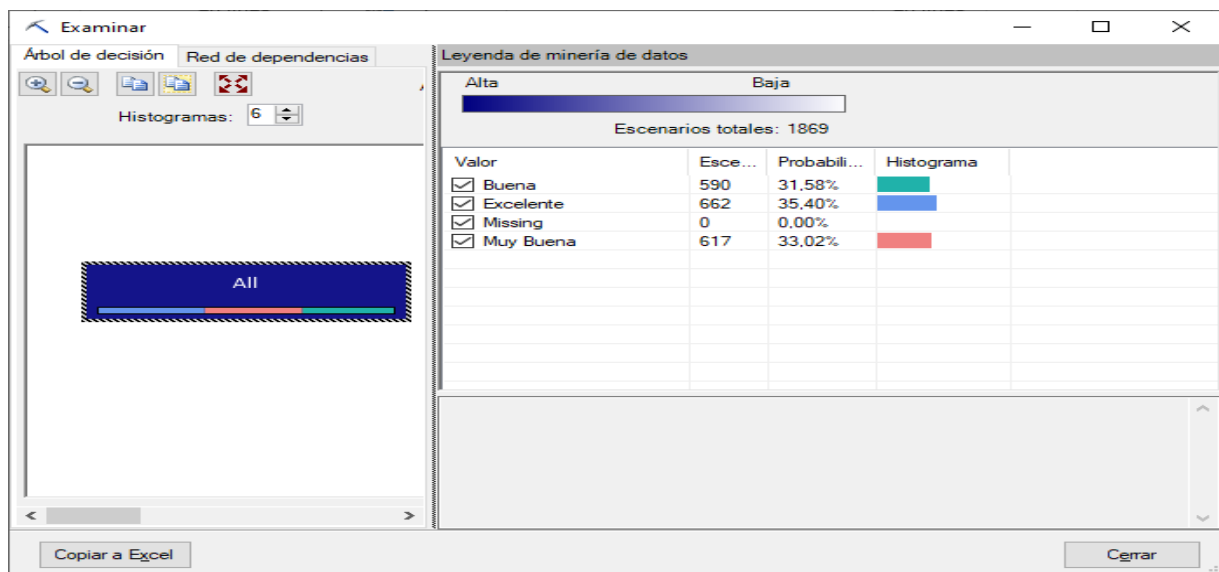 Examinar
Árbol de decisión Red de dependencias
Histogramas: 6
All
Leyenda de minería de datos
Alta Baja
Escenarios totales: 1869
Valor Esce... Probabili... Histograma
Buena 590 31,58%
Excelente 662 35,40%
Missing 0 0,00%
Muy Buena 617 33,02%
Copiar a Excel Cerrar